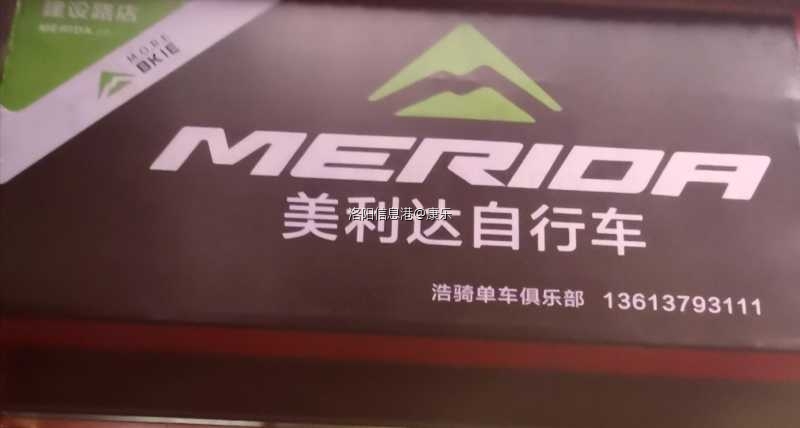 建设路店
MERIDA
MORE
BKIE
MERIDA
美利达自行车
洛阳信息港@康乐
浩骑单车俱乐部 13613793111